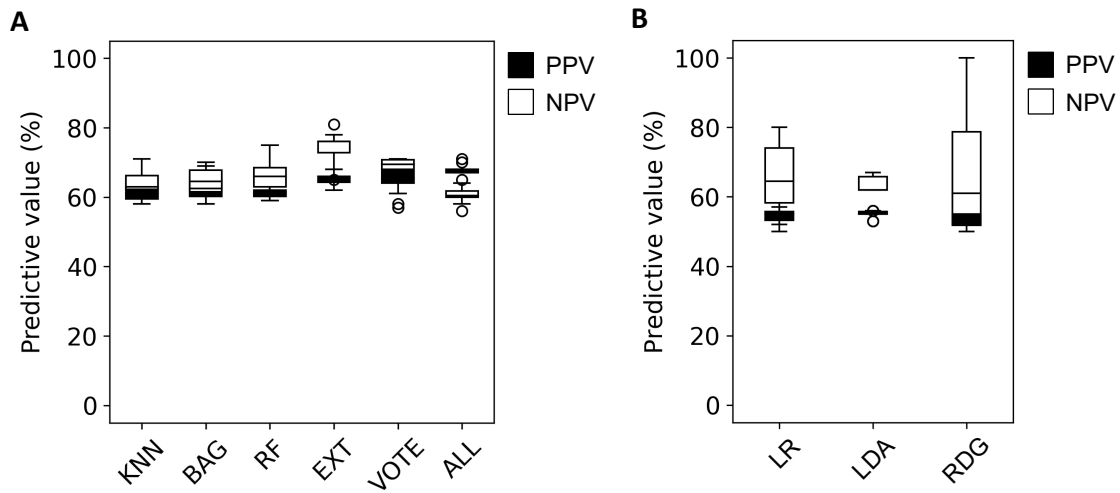 A
Predictive value (%)
100
80
60
40
20
0
KNN
BAG
RF
EXT
VOTE
ALL
PPV
NPV
B
Predictive value (%)
100
80
60
40
20
0
LR
LDA
RDG
PPV
NPV